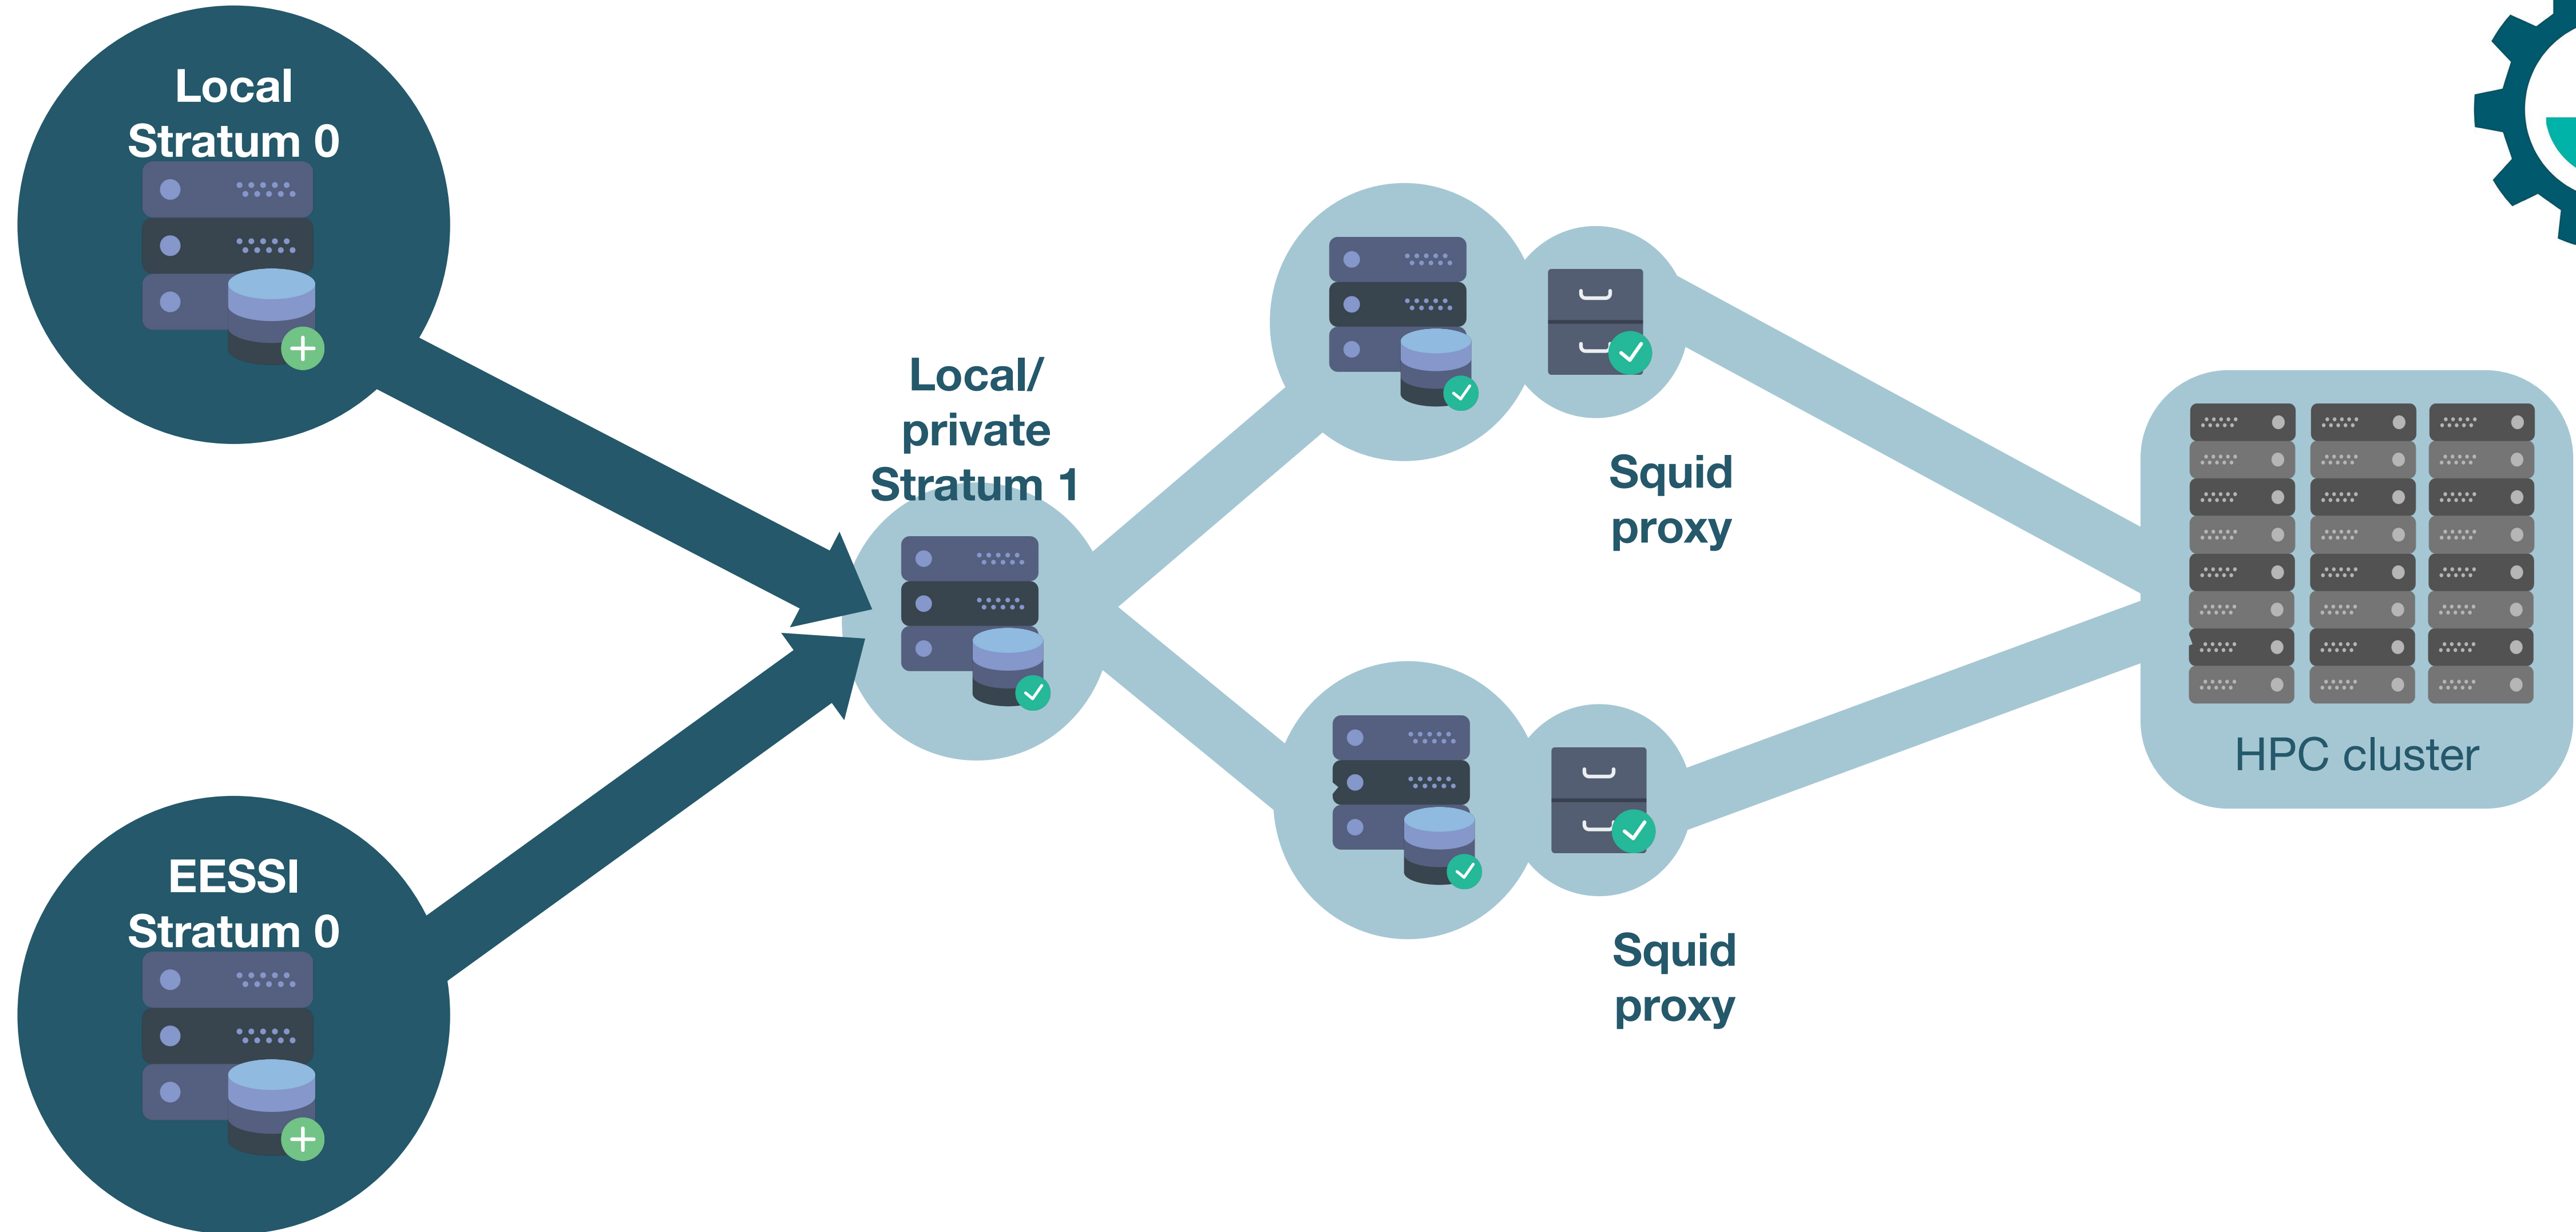 Local
Stratum 0
Local/
private
Stratum 1
Squid
proxy
HPC cluster
EESSI
Stratum 0
Squid
proxy